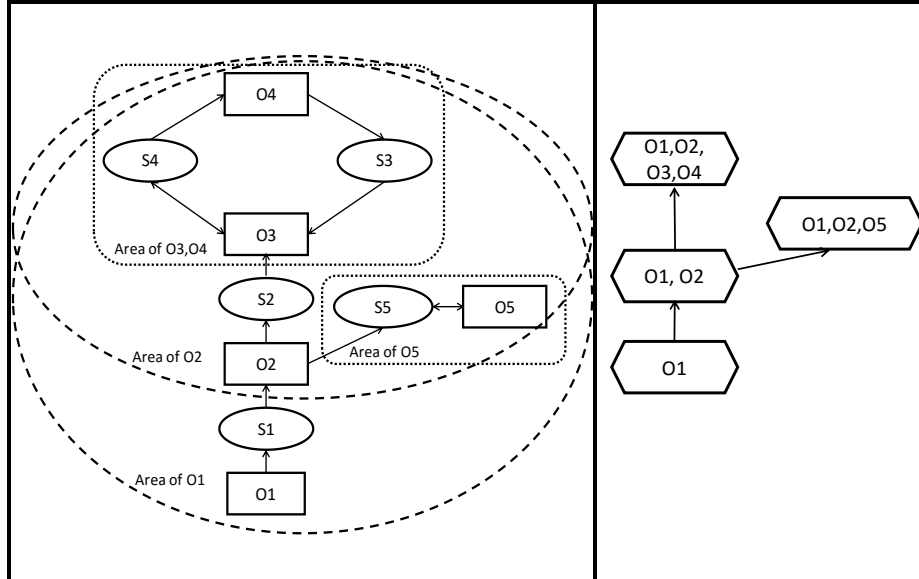 O4
S4
S3
O3
Area of O3,O4
S2
S5
O5
Area of O2
O2
Area of O5
S1
Area of O1
O1
O1,O2,
O3,O4
O1,O2,O5
O1, O2
O1